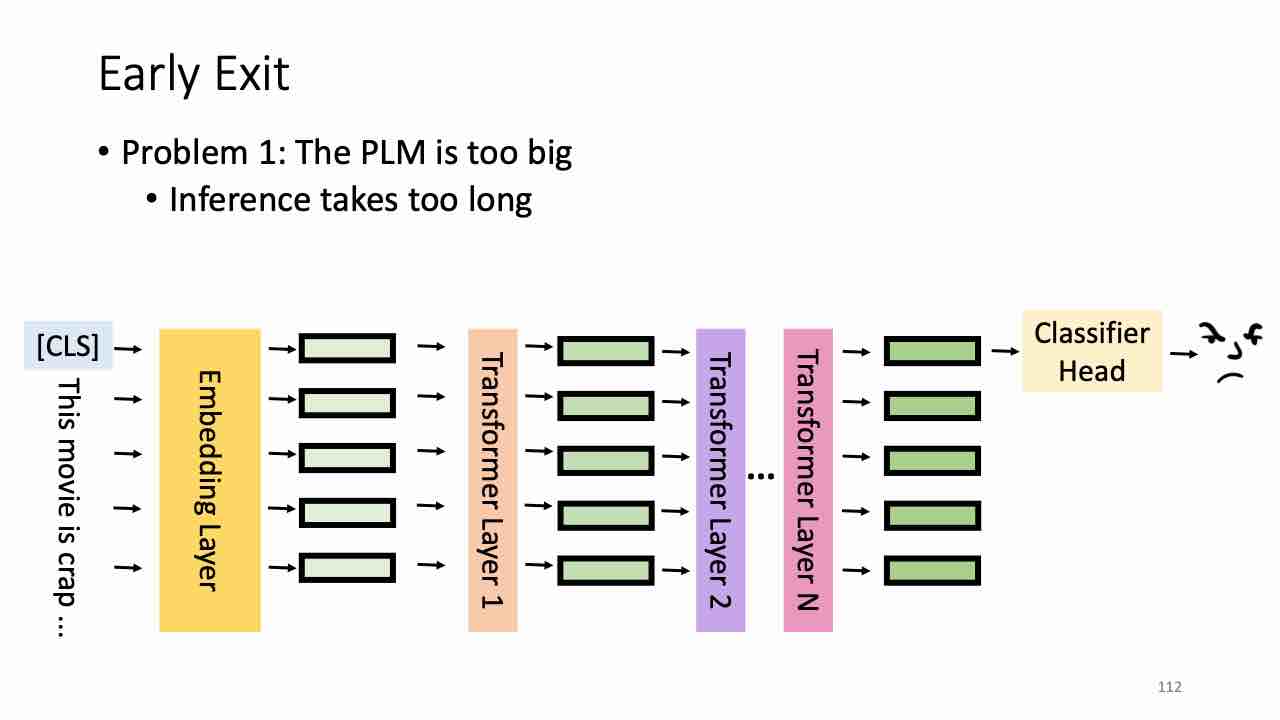 Early Exit
• Problem 1: The PLM is too big
• Inference takes too long
[CLS]
This movie is crap ...
Embedding Layer
Transformer Layer 1
Transformer Layer 2
...
Transformer Layer N
Classifier
Head
112